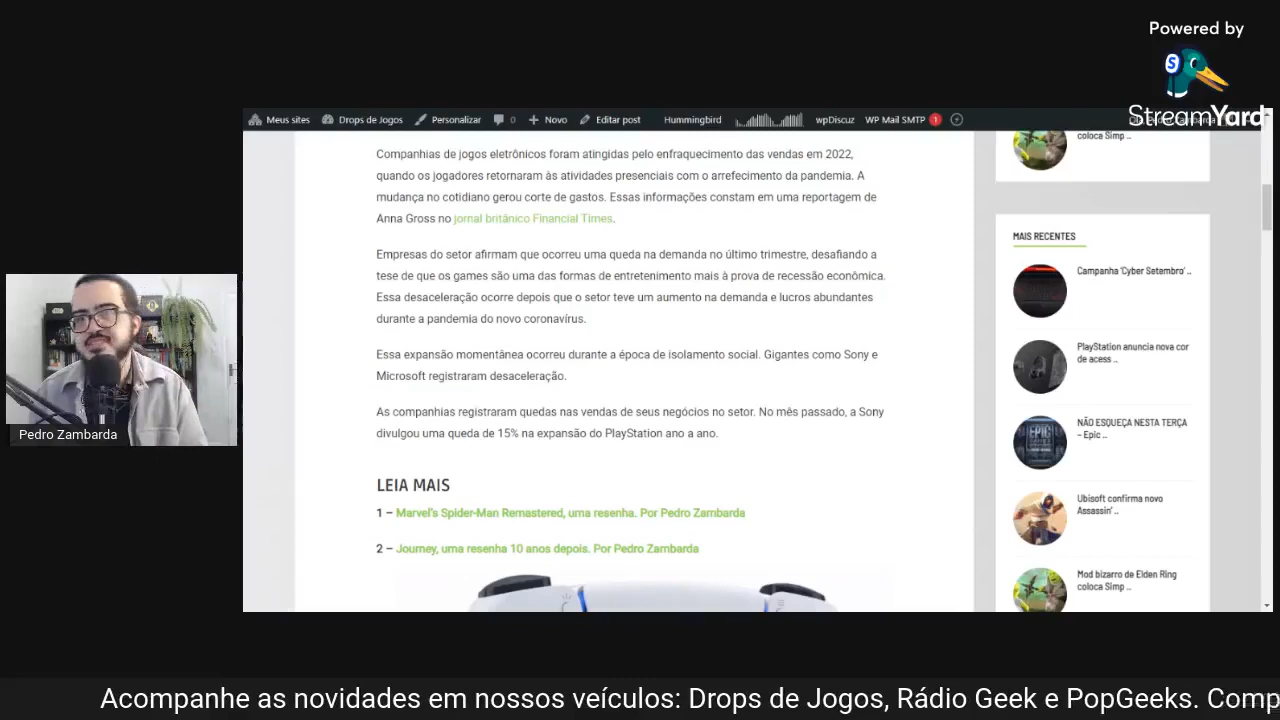 Powered by
S
StreamYard
Meus sites
Drops de Jogos
Personalizar
0
Novo
Editar post
Hummingbird
wpDiscuz
WP Mail SMTP
1
Companhias de jogos eletrônicos foram atingidas pelo enfraquecimento das vendas em 2022,
quando os jogadores retornaram às atividades presenciais com o arrefecimento da pandemia. A
mudança no cotidiano gerou corte de gastos. Essas informações constam em uma reportagem de
Anna Gross no jornal britânico Financial Times.
Empresas do setor afirmam que ocorreu uma queda na demanda no último trimestre, desafiando a
tese de que os games são uma das formas de entretenimento mais à prova de recessão econômica.
Essa desaceleração ocorre depois que o setor teve um aumento na demanda e lucros abundantes
durante a pandemia do novo coronavírus.
Essa expansão momentânea ocorreu durante a época de isolamento social. Gigantes como Sony e
Microsoft registraram desaceleração.
As companhias registraram quedas nas vendas de seus negócios no setor. No mês passado, a Sony
divulgou uma queda de 15% na expansão do PlayStation ano a ano.
LEIA MAIS
1 – Marvel's Spider-Man Remastered, uma resenha. Por Pedro Zambarda
2 – Journey, uma resenha 10 anos depois. Por Pedro Zambarda
coloca Simp ..
MAIS RECENTES
Campanha 'Cyber Setembro' ..
PlayStation anuncia nova cor
de acess ..
EPIC
NÃO ESQUEÇA NESTA TERÇA
– Epic ..
Ubisoft confirma novo
Assassin' ..
Mod bizarro de Elden Ring
coloca Simp ..
Pedro Zambarda
Acompanhe as novidades em nossos veículos: Drops de Jogos, Rádio Geek e PopGeeks. Comp